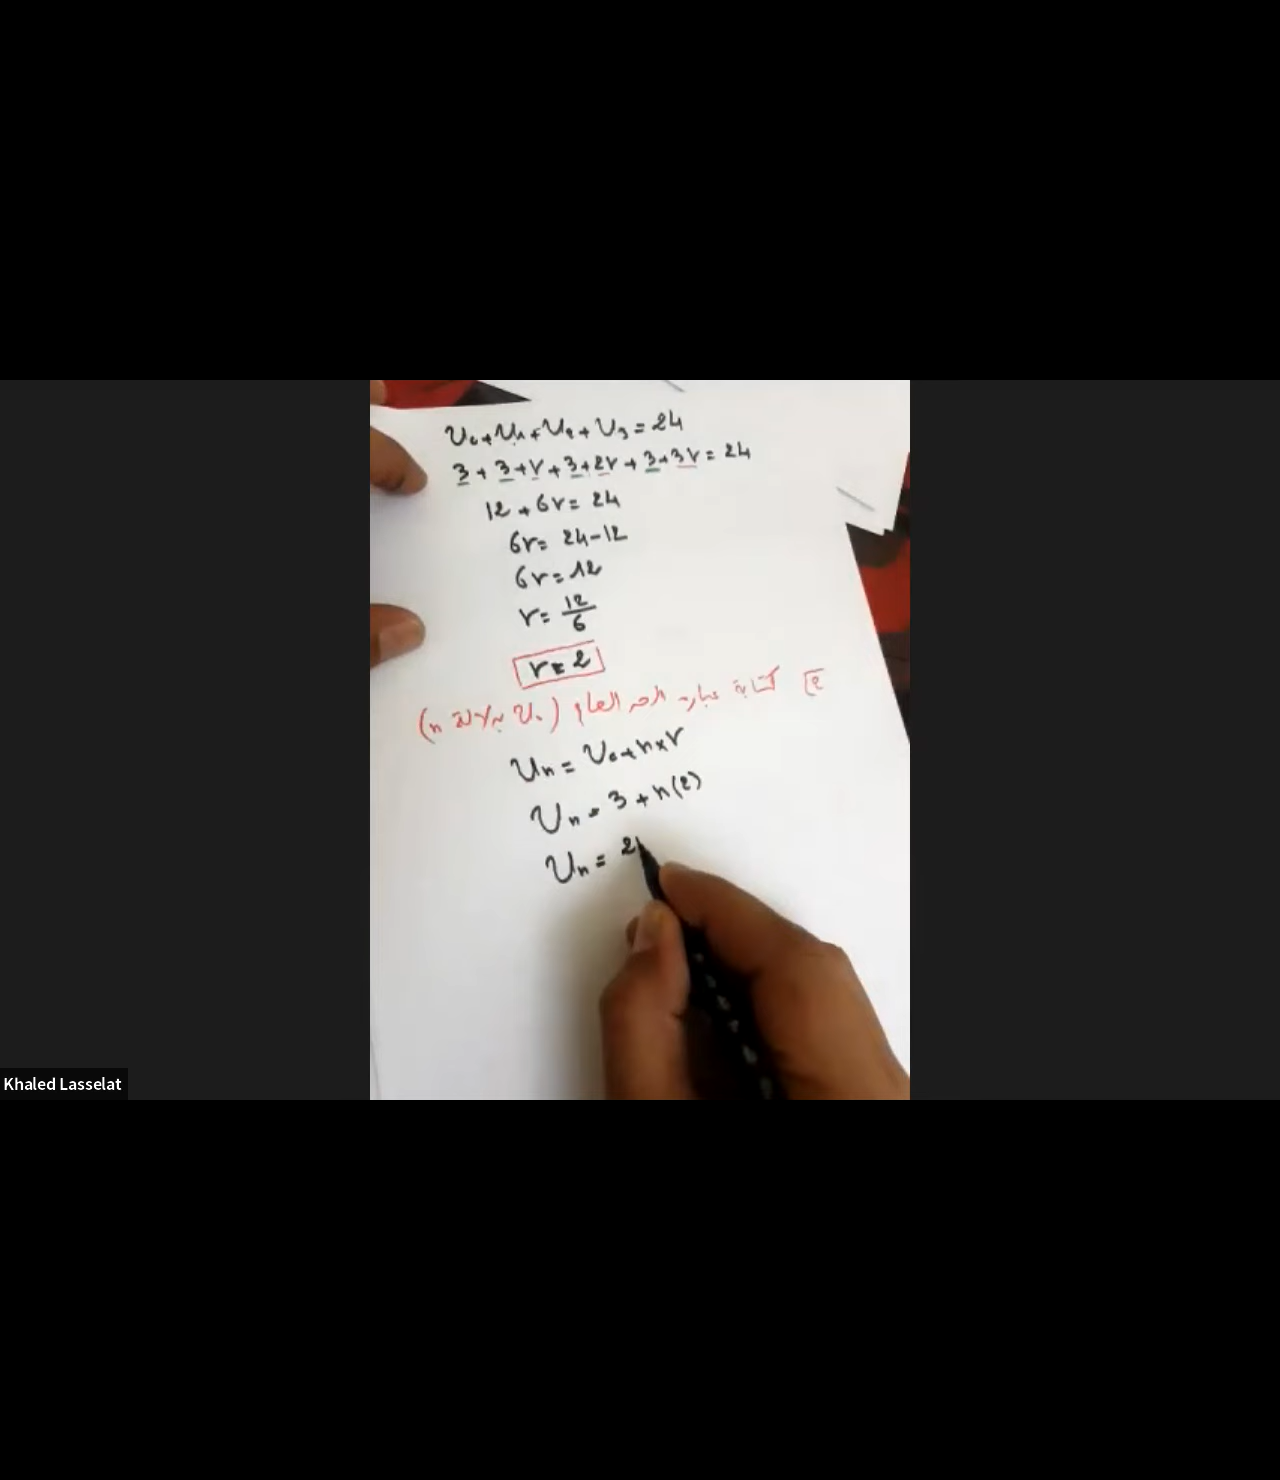 U₀+U₁+U₂+U₃=24
3+3+r+3+2r+3+3r=24
12+6r=24
6r=24-12
6r=12
r=12/6
r=2
2 كتابة عبارة الحد العام (Uₙ بدلالة n)
Uₙ=U₀+n×r
Uₙ=3+n(2)
Uₙ=2
Khaled Lasselat